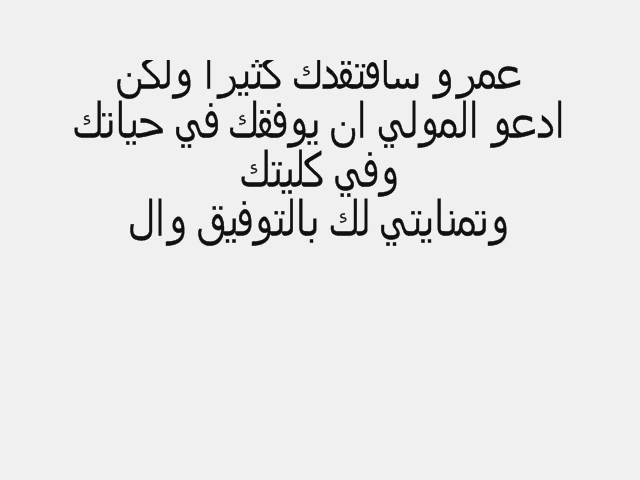 عمرو سافتقدك كثيرا ولكن
ادعو المولي ان يوفقك في حياتك
وفي كليتك
وتمنايتي لك بالتوفيق وال